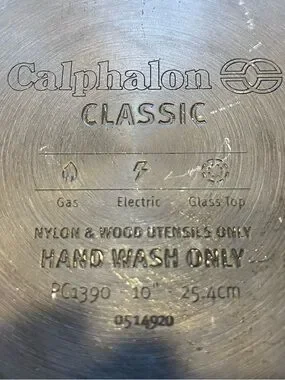 Calphalon
CLASSIC
Gas Electric Glass Top
NYLON & WOOD UTENSILS ONLY
HAND WASH ONLY
PC1390 10" - 25.4cm
0514920